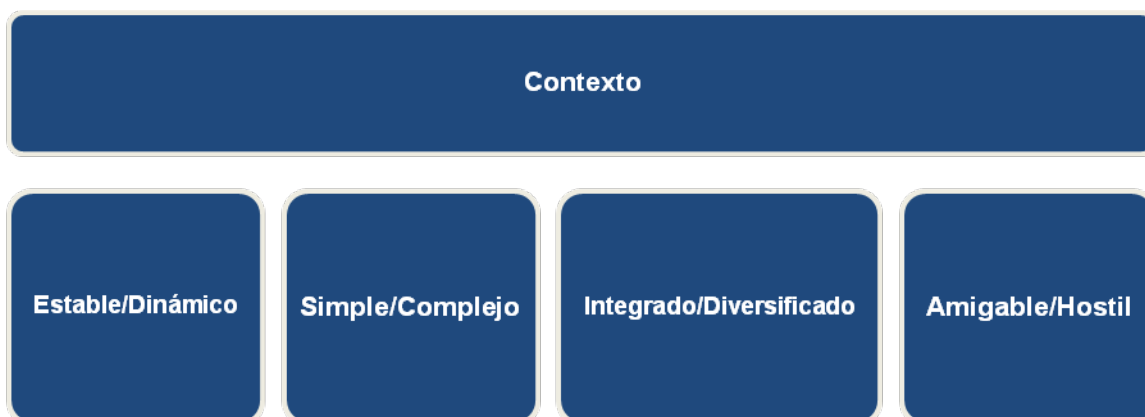 Contexto
Estable/Dinámico
Simple/Complejo
Integrado/Diversificado
Amigable/Hostil